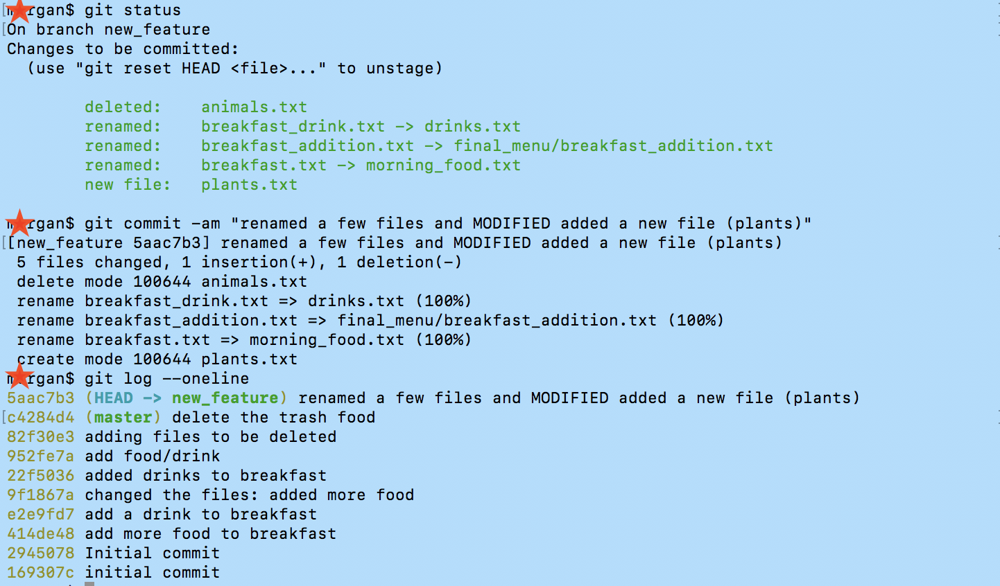 morgan$ git status
On branch new_feature
Changes to be committed:
  (use "git reset HEAD <file>..." to unstage)
        deleted:    animals.txt
        renamed:    breakfast_drink.txt -> drinks.txt
        renamed:    breakfast_addition.txt -> final_menu/breakfast_addition.txt
        renamed:    breakfast.txt -> morning_food.txt
        new file:   plants.txt
morgan$ git commit -am "renamed a few files and MODIFIED added a new file (plants)"
[new_feature 5aac7b3] renamed a few files and MODIFIED added a new file (plants)
 5 files changed, 1 insertion(+), 1 deletion(-)
 delete mode 100644 animals.txt
 rename breakfast_drink.txt => drinks.txt (100%)
 rename breakfast_addition.txt => final_menu/breakfast_addition.txt (100%)
 rename breakfast.txt => morning_food.txt (100%)
 create mode 100644 plants.txt
morgan$ git log --oneline
5aac7b3 (HEAD -> new_feature) renamed a few files and MODIFIED added a new file (plants)
c4284d4 (master) delete the trash food
82f30e3 adding files to be deleted
952fe7a add food/drink
22f5036 added drinks to breakfast
9f1867a changed the files: added more food
e2e9fd7 add a drink to breakfast
414de48 add more food to breakfast
2945078 Initial commit
169307c initial commit